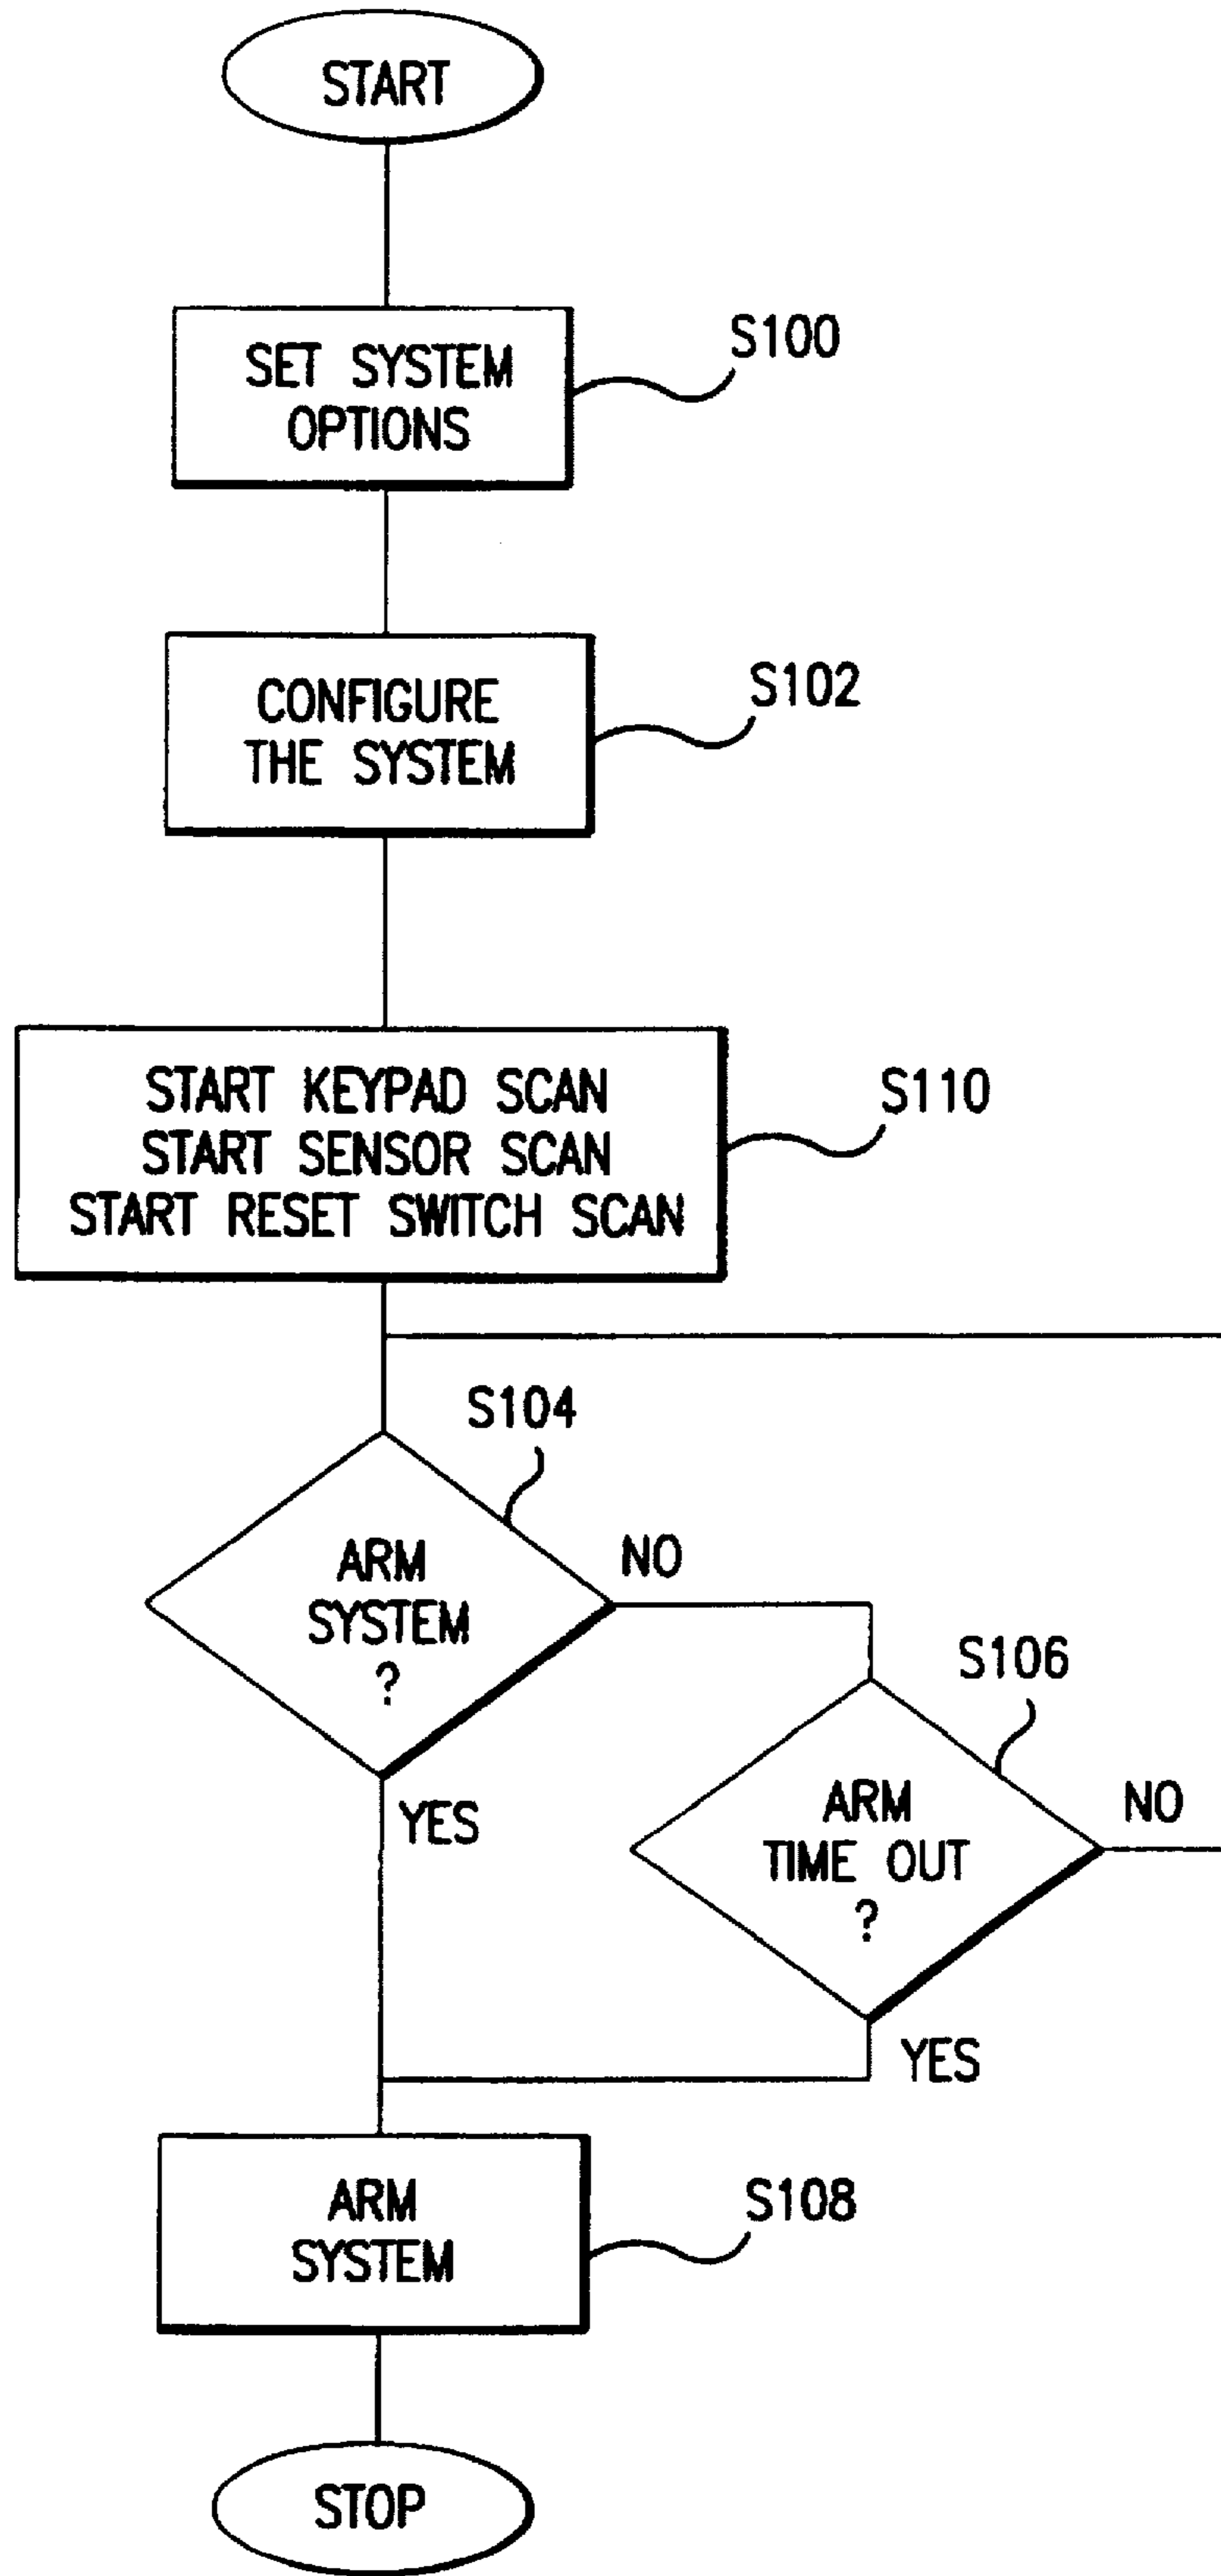 START
SET SYSTEM
OPTIONS
S100
CONFIGURE
THE SYSTEM
S102
START KEYPAD SCAN
START SENSOR SCAN
START RESET SWITCH SCAN
S110
S104
ARM
SYSTEM
?
NO
YES
S106
ARM
TIME OUT
?
NO
YES
ARM
SYSTEM
S108
STOP